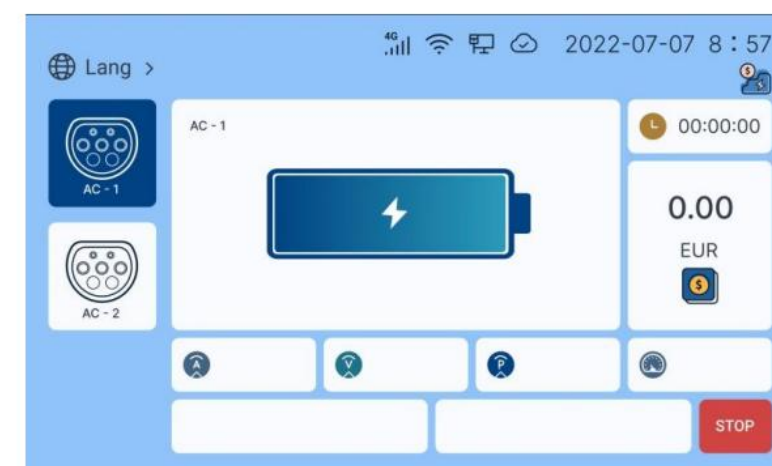 4G
2022-07-07 8:57
Lang >
AC - 1
AC - 1
00:00:00
0.00
EUR
$
AC - 2
A
V
P
STOP